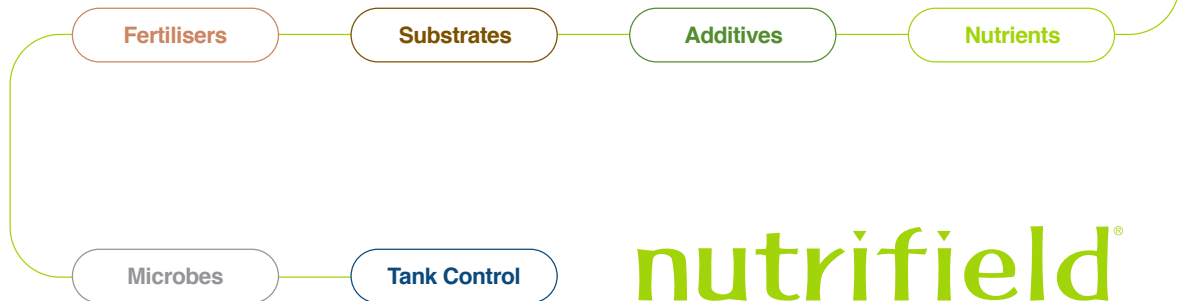 Fertilisers Substrates Additives Nutrients
Microbes Tank Control
nutrifield®